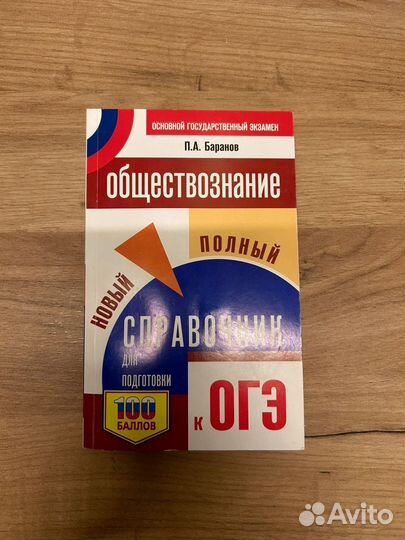 ОСНОВНОЙ ГОСУДАРСТВЕННЫЙ ЭКЗАМЕН
П.А. Баранов
ОБЩЕСТВОЗНАНИЕ
НОВЫЙ
ПОЛНЫЙ
СПРАВОЧНИК
ДЛЯ
ПОДГОТОВКИ
100
БАЛЛОВ
К ОГЭ
Avito